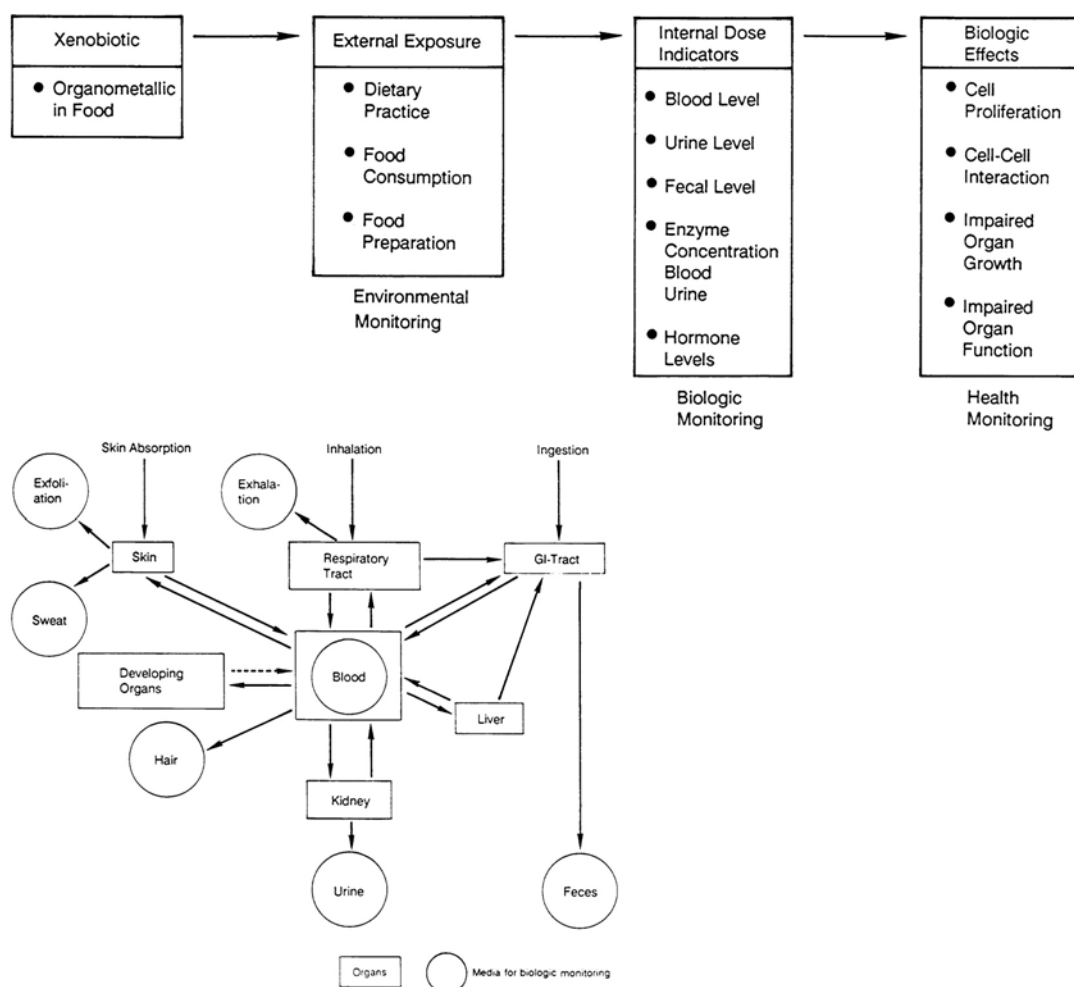 Xenobiotic
● Organometallic
in Food
External Exposure
● Dietary
Practice
● Food
Consumption
● Food
Preparation
Environmental
Monitoring
Internal Dose
Indicators
● Blood Level
● Urine Level
● Fecal Level
● Enzyme
Concentration
Blood
Urine
● Hormone
Levels
Biologic
Monitoring
Biologic
Effects
● Cell
Proliferation
● Cell-Cell
Interaction
● Impaired
Organ
Growth
● Impaired
Organ
Function
Health
Monitoring
Skin Absorption
Inhalation
Ingestion
Exfoli-
ation
Exhala-
tion
Skin
Respiratory
Tract
GI-Tract
Sweat
Developing
Organs
Blood
Liver
Hair
Kidney
Urine
Feces
Organs
Media for biologic monitoring